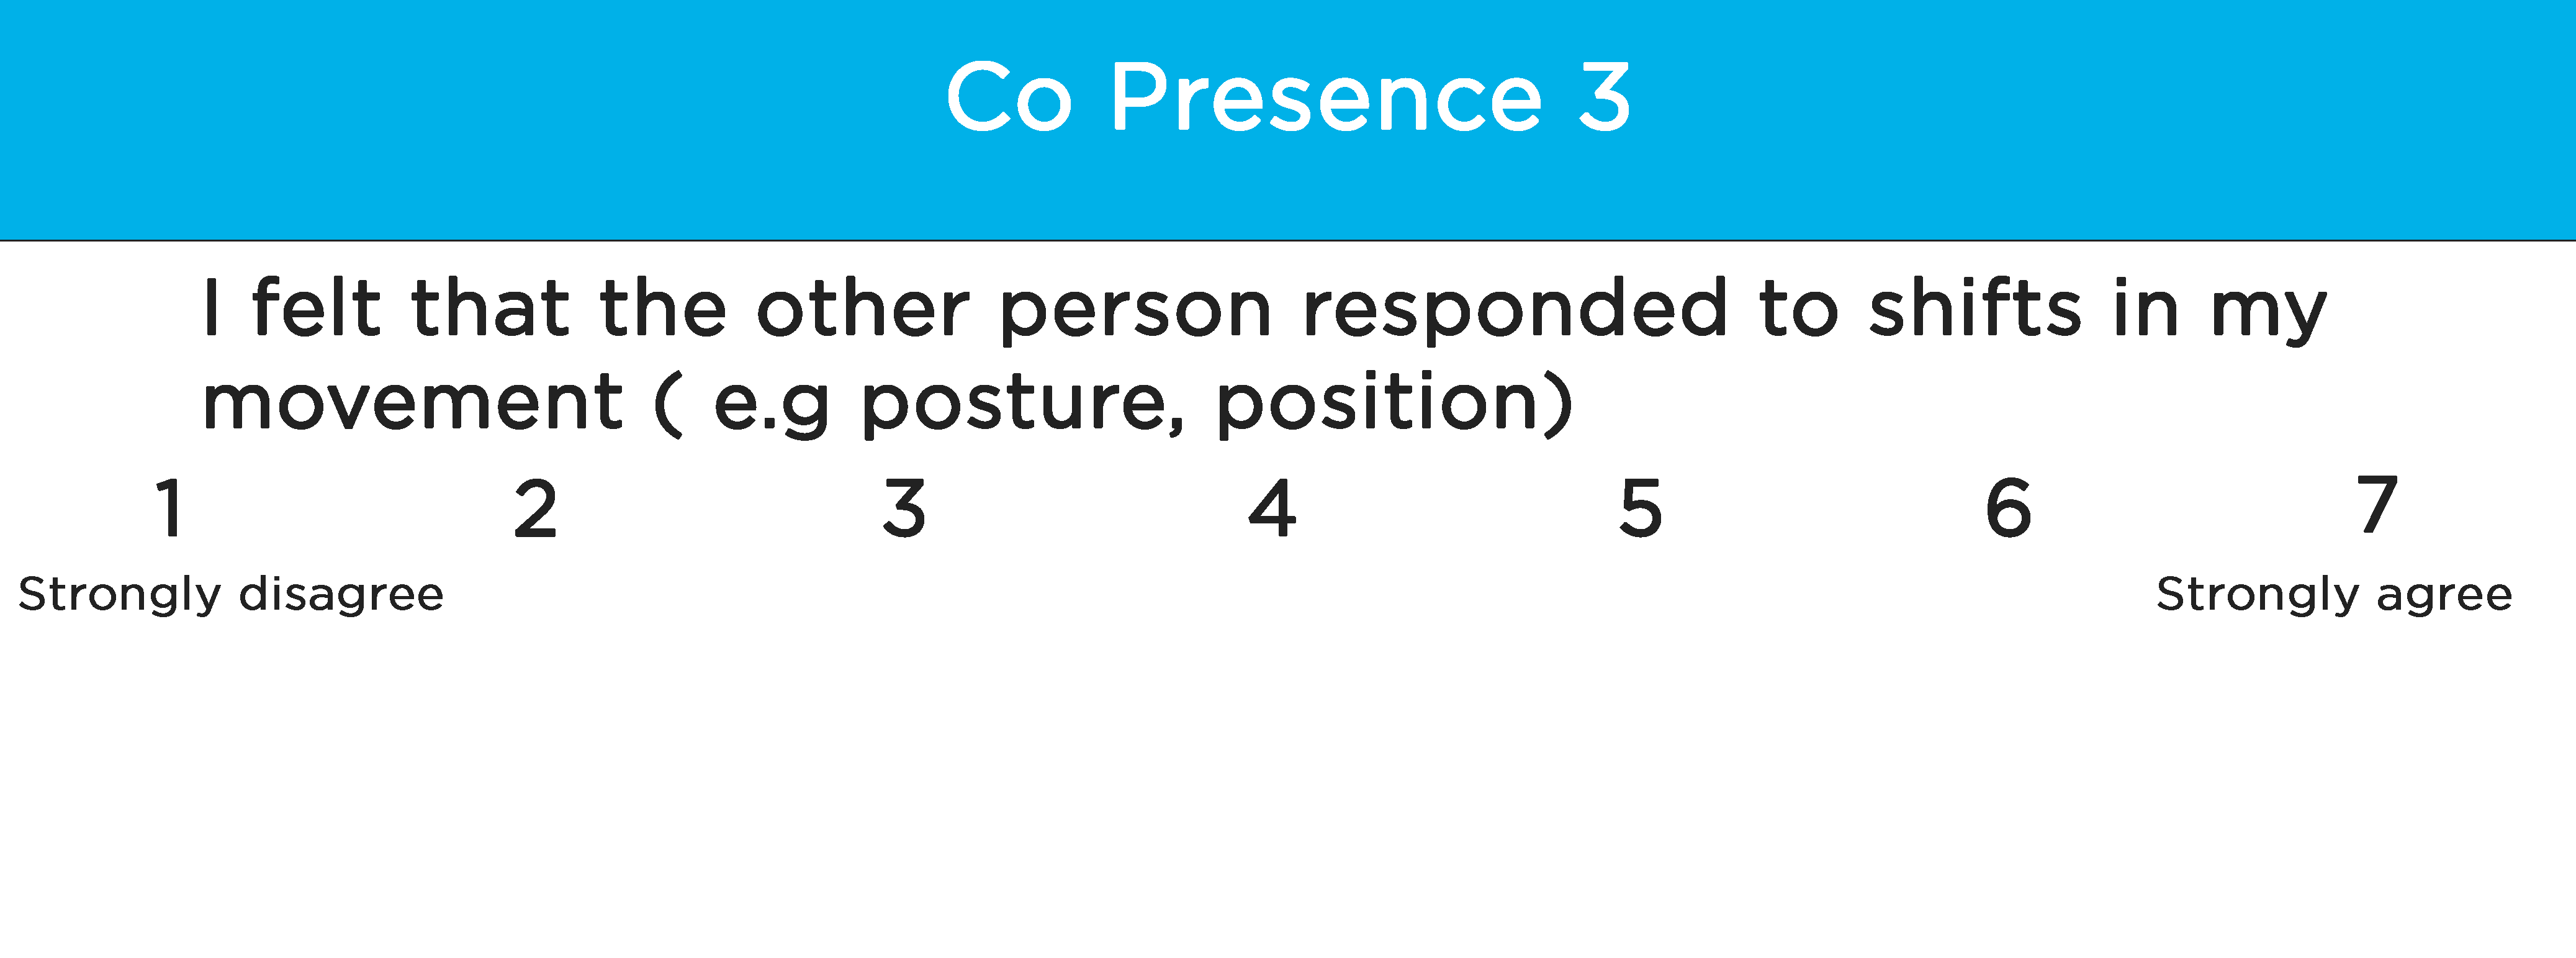 Co Presence 3
I felt that the other person responded to shifts in my
movement ( e.g posture, position)
1 2 3 4 5 6 7
Strongly disagree Strongly agree